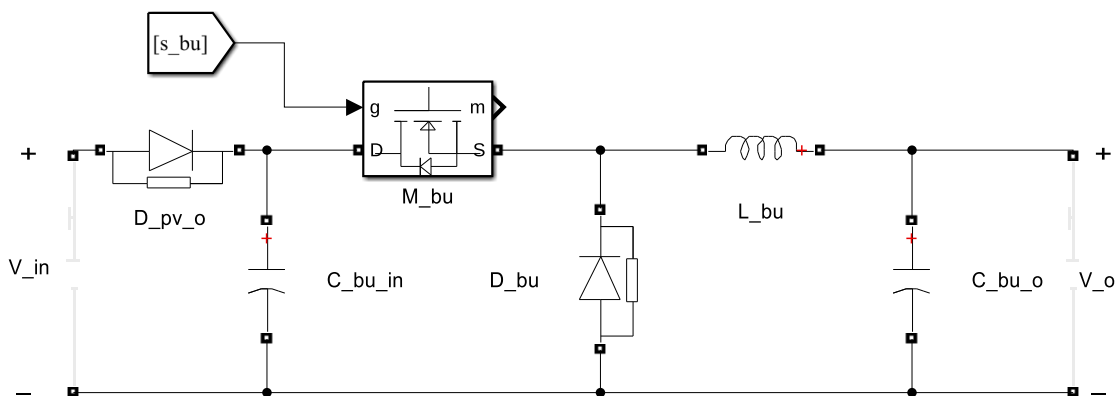 [s_bu]
g m
D S
+ +
D_pv_o
M_bu
L_bu
V_in
C_bu_in
D_bu
C_bu_o
V_o
− −